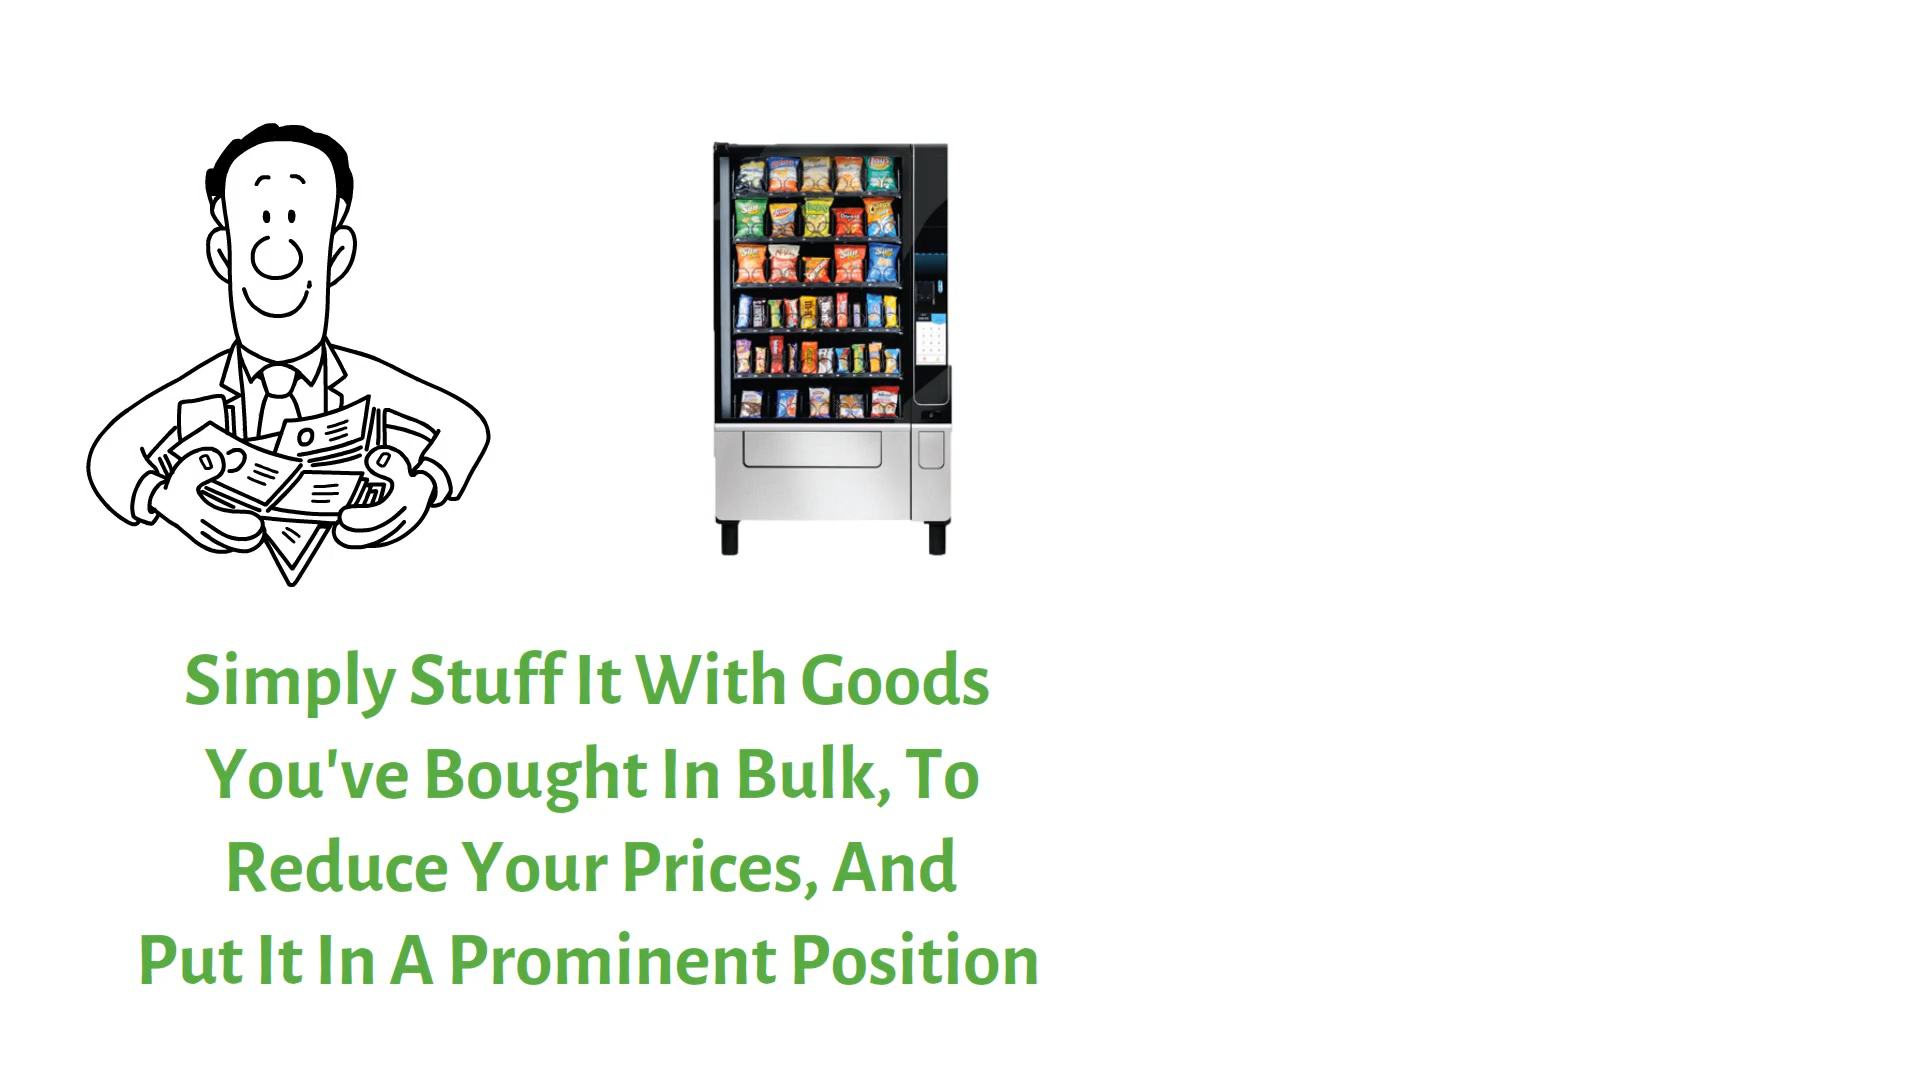 Simply Stuff It With Goods
You've Bought In Bulk, To
Reduce Your Prices, And
Put It In A Prominent Position